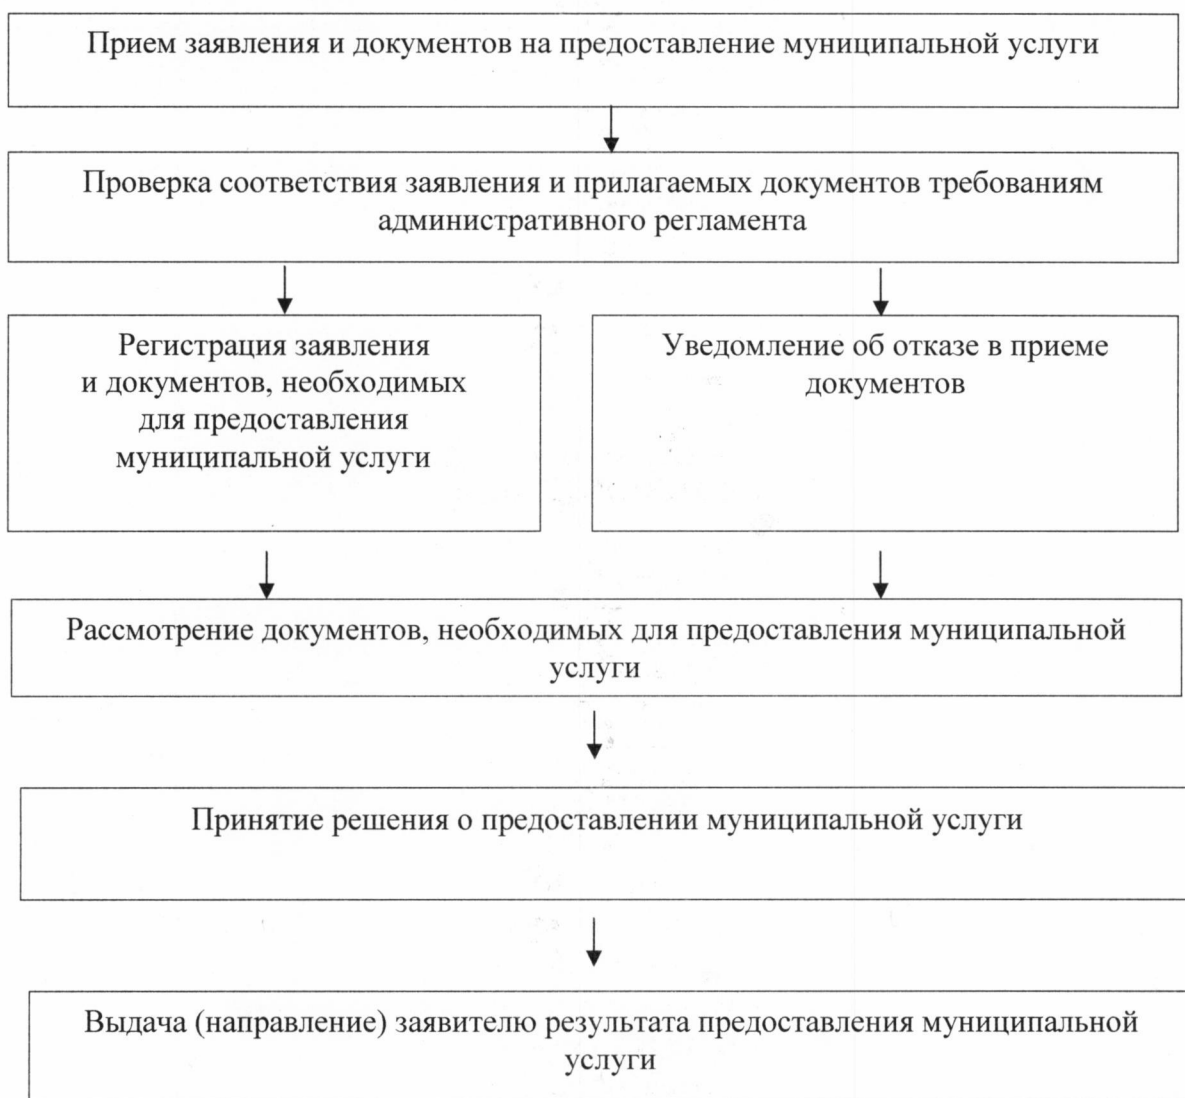 Прием заявления и документов на предоставление муниципальной услуги
Проверка соответствия заявления и прилагаемых документов требованиям
административного регламента
Регистрация заявления
и документов, необходимых
для предоставления
муниципальной услуги
Уведомление об отказе в приеме
документов
Рассмотрение документов, необходимых для предоставления муниципальной
услуги
Принятие решения о предоставлении муниципальной услуги
Выдача (направление) заявителю результата предоставления муниципальной
услуги